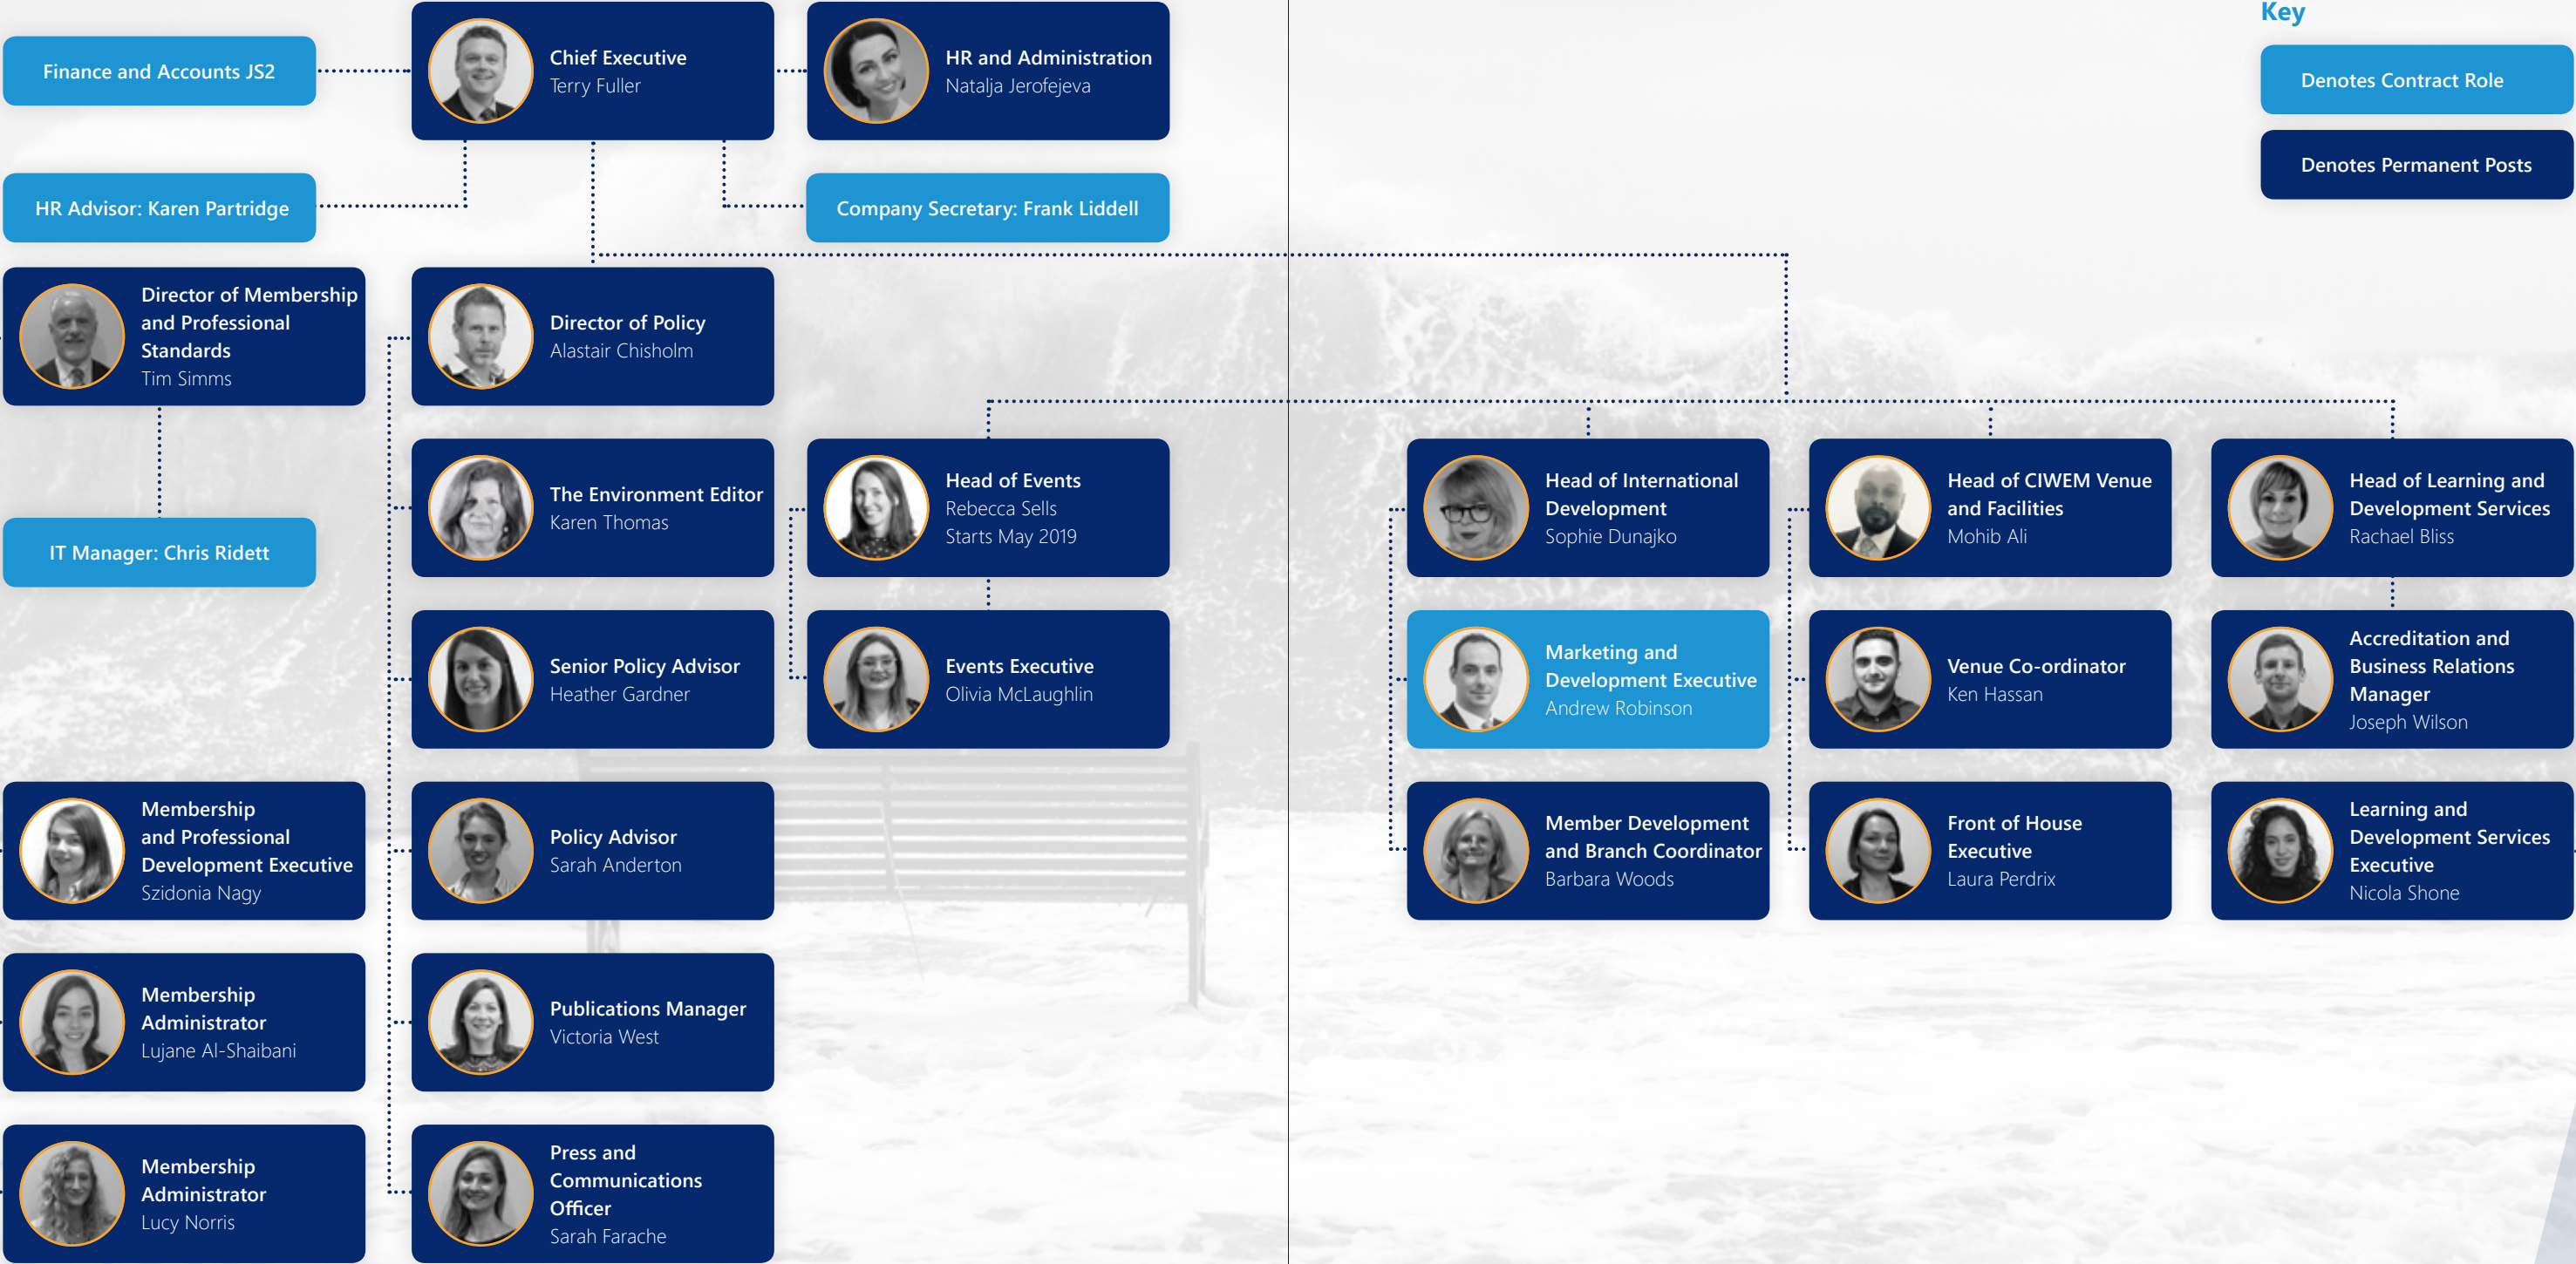 Key
Finance and Accounts JS2
Chief Executive
Terry Fuller
HR and Administration
Natalja Jerofejeva
Denotes Contract Role
Denotes Permanent Posts
HR Advisor: Karen Partridge
Company Secretary: Frank Liddell
Director of Membership
and Professional
Standards
Tim Simms
Director of Policy
Alastair Chisholm
IT Manager: Chris Ridett
The Environment Editor
Karen Thomas
Head of Events
Rebecca Sells
Starts May 2019
Head of International
Development
Sophie Dunajko
Head of CIWEM Venue
and Facilities
Mohib Ali
Head of Learning and
Development Services
Rachael Bliss
Senior Policy Advisor
Heather Gardner
Events Executive
Olivia McLaughlin
Marketing and
Development Executive
Andrew Robinson
Venue Co-ordinator
Ken Hassan
Accreditation and
Business Relations
Manager
Joseph Wilson
Membership
and Professional
Development Executive
Szidonia Nagy
Policy Advisor
Sarah Anderton
Member Development
and Branch Coordinator
Barbara Woods
Front of House
Executive
Laura Perdrix
Learning and
Development Services
Executive
Nicola Shone
Membership
Administrator
Lujane Al-Shaibani
Publications Manager
Victoria West
Membership
Administrator
Lucy Norris
Press and
Communications
Officer
Sarah Farache